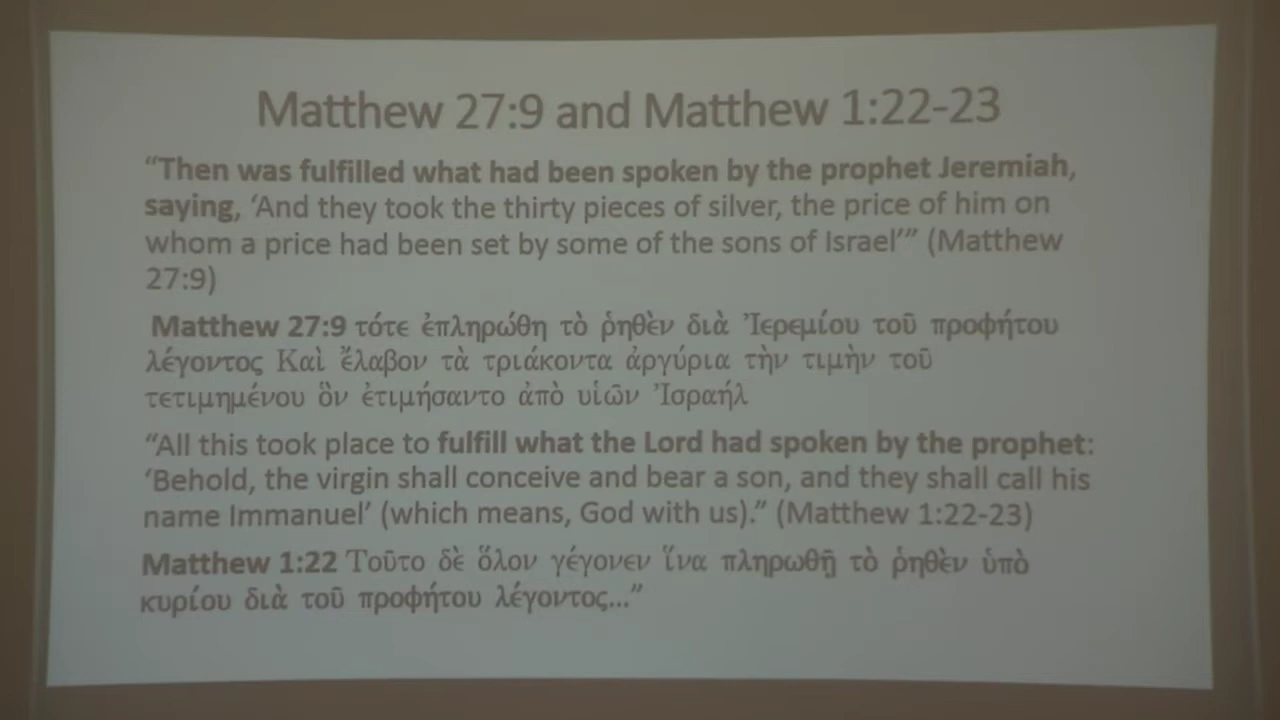 Matthew 27:9 and Matthew 1:22-23
“Then was fulfilled what had been spoken by the prophet Jeremiah,
saying, ‘And they took the thirty pieces of silver, the price of him on
whom a price had been set by some of the sons of Israel’” (Matthew
27:9)
Matthew 27:9 τότε ἐπληρώθη τὸ ῥηθὲν διὰ Ἰερεμίου τοῦ προφήτου
λέγοντος Καὶ ἔλαβον τὰ τριάκοντα ἀργύρια τὴν τιμὴν τοῦ
τετιμημένου ὃν ἐτιμήσαντο ἀπὸ υἱῶν Ἰσραήλ
“All this took place to fulfill what the Lord had spoken by the prophet:
‘Behold, the virgin shall conceive and bear a son, and they shall call his
name Immanuel’ (which means, God with us).” (Matthew 1:22-23)
Matthew 1:22 Τοῦτο δὲ ὅλον γέγονεν ἵνα πληρωθῇ τὸ ῥηθὲν ὑπὸ
κυρίου διὰ τοῦ προφήτου λέγοντος…”